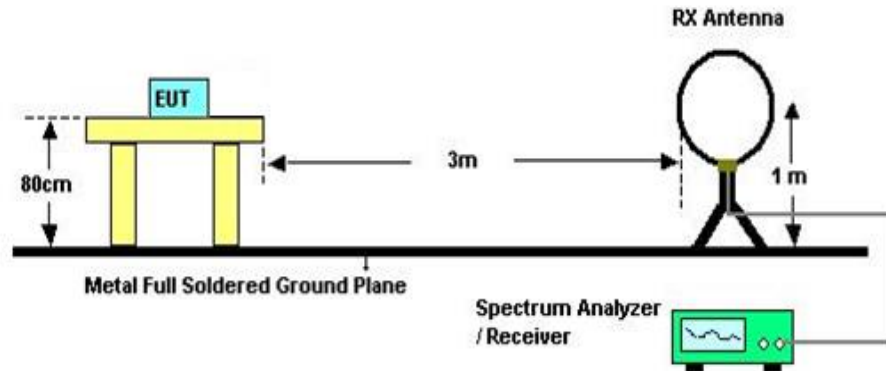 RX Antenna
EUT
80cm
3m
1 m
Metal Full Soldered Ground Plane
Spectrum Analyzer
/ Receiver